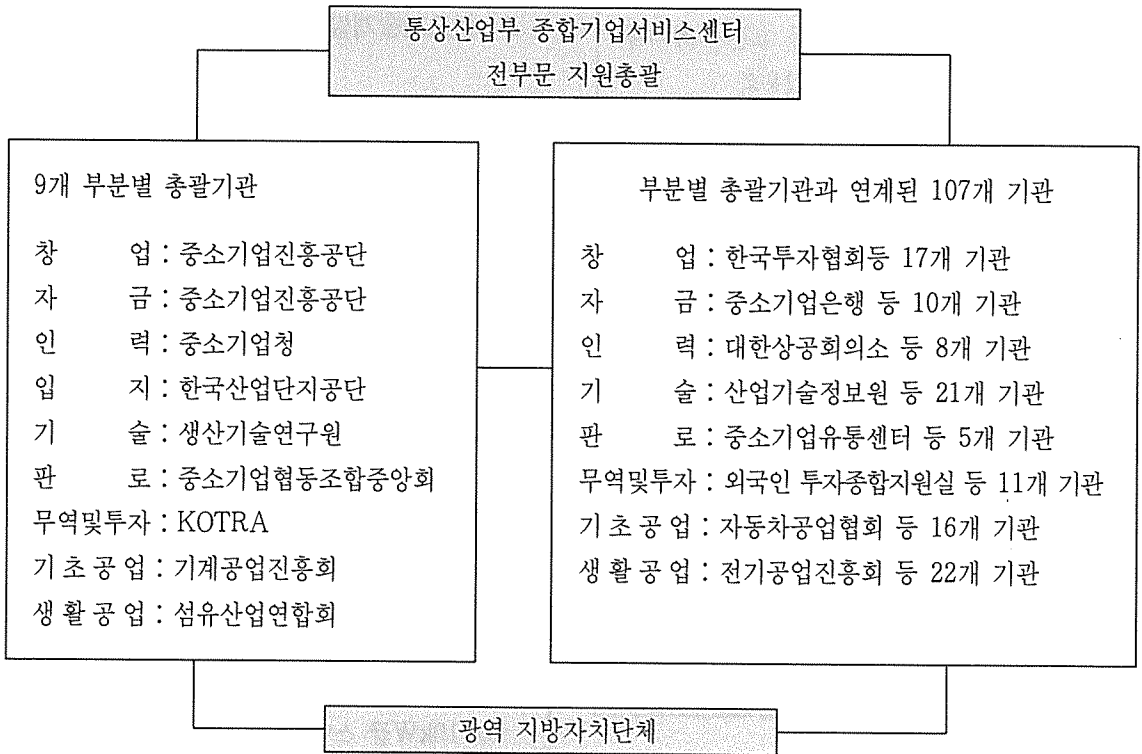 통상산업부 종합기업서비스센터
전부문 지원총괄
9개 부분별 총괄기관
창 업 : 중소기업진흥공단
자 금 : 중소기업진흥공단
인 력 : 중소기업청
입 지 : 한국산업단지공단
기 술 : 생산기술연구원
판 로 : 중소기업협동조합중앙회
무역및투자 : KOTRA
기 초 공 업 : 기계공업진흥회
생 활 공 업 : 섬유산업연합회
부분별 총괄기관과 연계된 107개 기관
창 업 : 한국투자협회등 17개 기관
자 금 : 중소기업은행 등 10개 기관
인 력 : 대한상공회의소 등 8개 기관
기 술 : 산업기술정보원 등 21개 기관
판 로 : 중소기업유통센터 등 5개 기관
무역및투자 : 외국인 투자종합지원실 등 11개 기관
기 초 공 업 : 자동차공업협회 등 16개 기관
생 활 공 업 : 전기공업진흥회 등 22개 기관
광역 지방자치단체